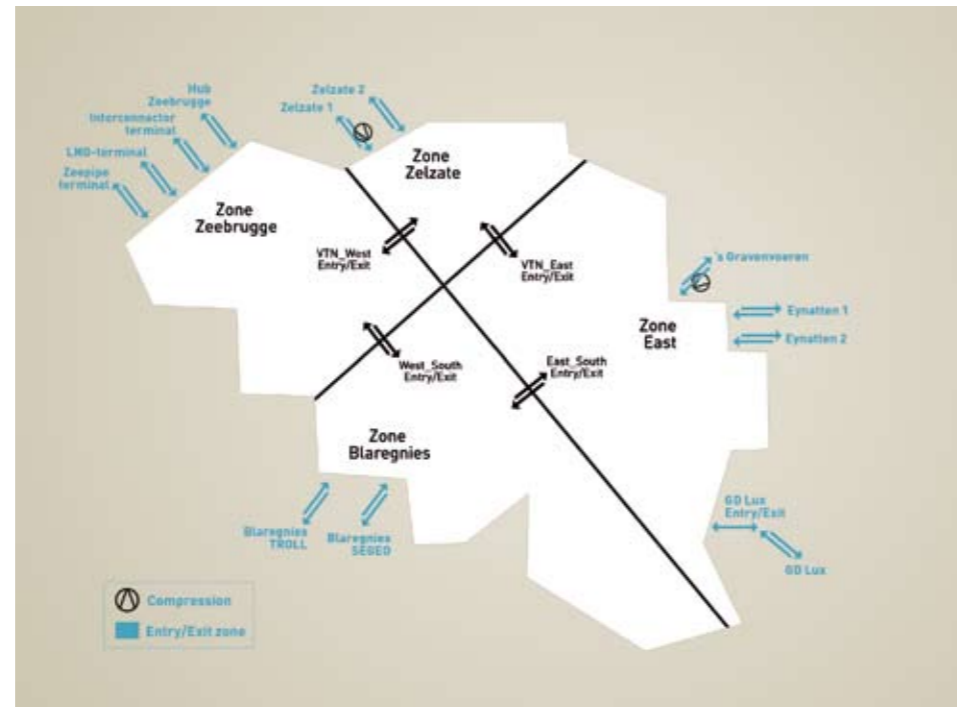 Hub
Zeebrugge
Interconnector
terminal
LNG-terminal
Zeepipe
terminal
Zelzate 2
Zelzate 1
Zone
Zelzate
Zone
Zeebrugge
VTN_West
Entry/Exit
VTN_East
Entry/Exit
's Gravenvoeren
Eynatten 1
Eynatten 2
Zone
East
West_South
Entry/Exit
East_South
Entry/Exit
Zone
Blaregnies
Blaregnies
TROLL
Blaregnies
SEGEO
GD Lux
Entry/Exit
GD Lux
Compression
Entry/Exit zone